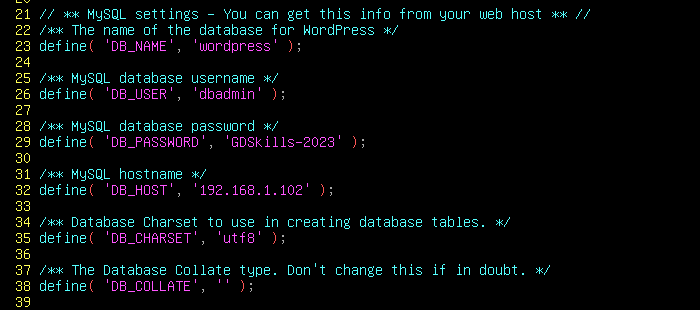 20
21 // ** MySQL settings - You can get this info from your web host ** //
22 /** The name of the database for WordPress */
23 define( 'DB_NAME', 'wordpress' );
24
25 /** MySQL database username */
26 define( 'DB_USER', 'dbadmin' );
27
28 /** MySQL database password */
29 define( 'DB_PASSWORD', 'GDSkills-2023' );
30
31 /** MySQL hostname */
32 define( 'DB_HOST', '192.168.1.102' );
33
34 /** Database Charset to use in creating database tables. */
35 define( 'DB_CHARSET', 'utf8' );
36
37 /** The Database Collate type. Don't change this if in doubt. */
38 define( 'DB_COLLATE', '' );
39